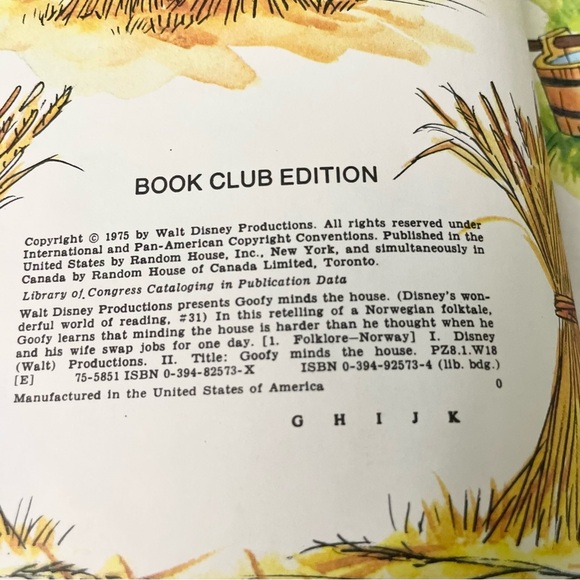 BOOK CLUB EDITION
Copyright © 1975 by Walt Disney Productions. All rights reserved under
International and Pan-American Copyright Conventions. Published in the
United States by Random House, Inc., New York, and simultaneously in
Canada by Random House of Canada Limited, Toronto.
Library of Congress Cataloging in Publication Data
Walt Disney Productions presents Goofy minds the house. (Disney's won-
derful world of reading, #31) In this retelling of a Norwegian folktale,
Goofy learns that minding the house is harder than he thought when he
and his wife swap jobs for one day. [1. Folklore—Norway] I. Disney
(Walt) Productions. II. Title: Goofy minds the house. PZ8.1.W18
[E] 75-5851 ISBN 0-394-82573-X ISBN 0-394-92573-4 (lib. bdg.)
Manufactured in the United States of America 0
G H I J K